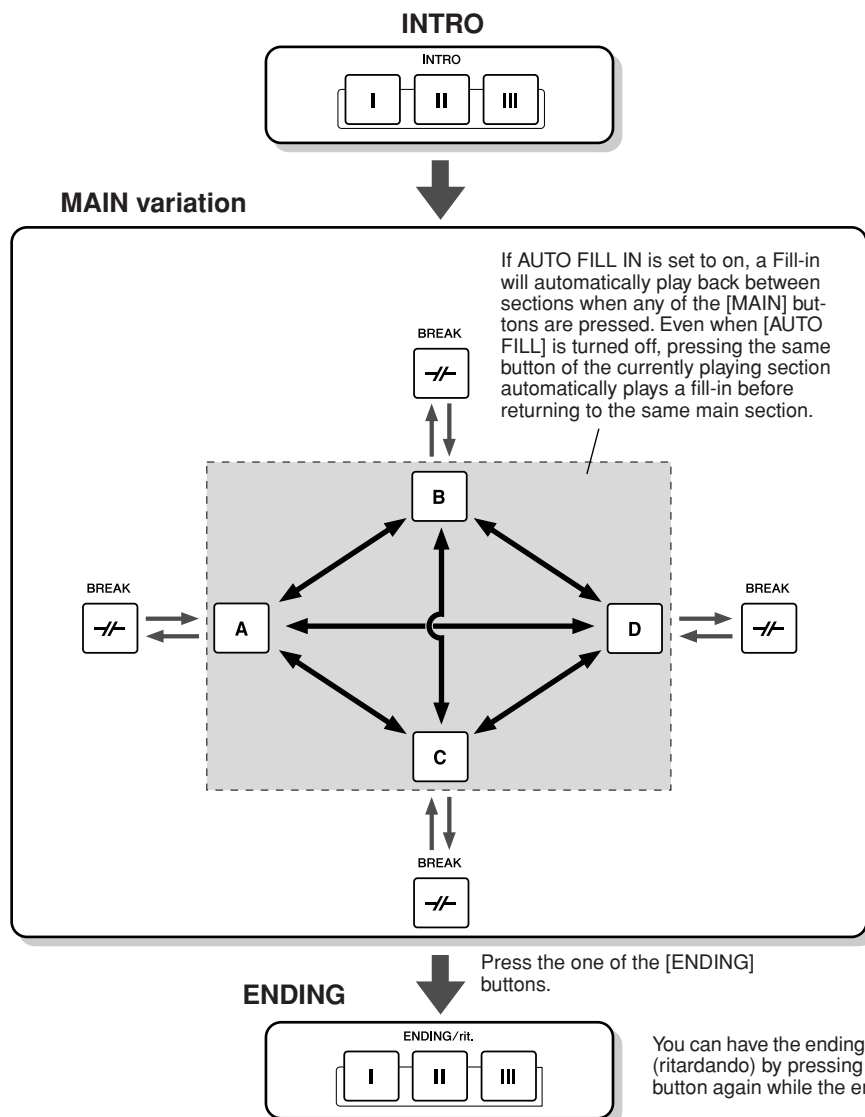 INTRO
INTRO
I II III
MAIN variation
If AUTO FILL IN is set to on, a Fill-in
will automatically play back between
sections when any of the [MAIN] but-
tons are pressed. Even when [AUTO
FILL] is turned off, pressing the same
button of the currently playing section
automatically plays a fill-in before
returning to the same main section.
BREAK
B
BREAK
A
D
BREAK
C
BREAK
Press the one of the [ENDING]
buttons.
ENDING
ENDING/rit.
I II III
You can have the ending
(ritardando) by pressing
button again while the